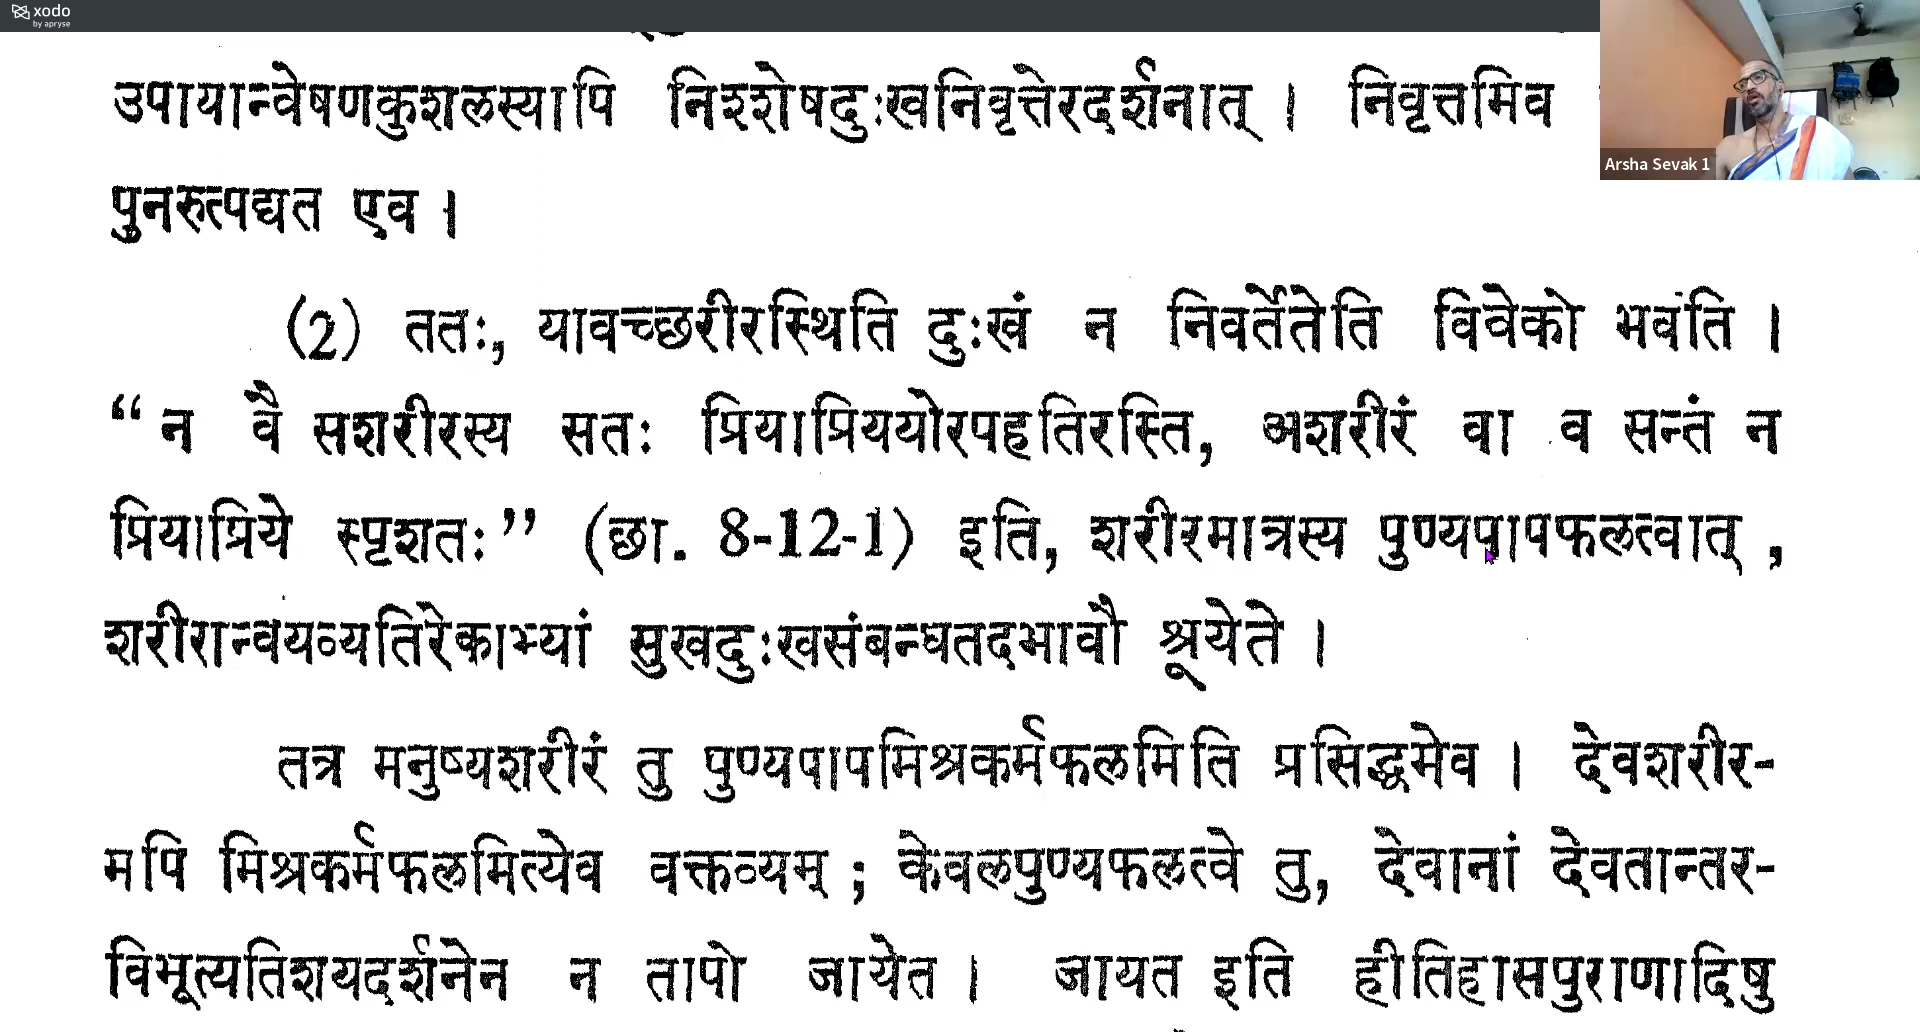 xodo
by apryse
Arsha Sevak 1
उपायान्वेषणकुशलस्यापि निश्शेषदुःखनिवृत्तेरदर्शनात् । निवृत्तमिव
पुनरुत्पद्यत एव ।
(2) ततः, यावच्छरीरस्थिति दुःखं न निवर्तेतेति विवेको भवति ।
“न वै सशरीरस्य सतः प्रियाप्रिययोरपहतिरस्ति, अशरीरं वा व सन्तं न
प्रियाप्रिये स्पृशतः” (छा. 8-12-1) इति, शरीरमात्रस्य पुण्यपापफलत्वात् ,
शरीरान्वयव्यतिरेकाभ्यां सुखदुःखसंबन्धतदभावौ श्रूयेते ।
तत्र मनुष्यशरीरं तु पुण्यपापमिश्रकर्मफलमिति प्रसिद्धमेव । देवशरीर-
मपि मिश्रकर्मफलमित्येव वक्तव्यम् ; केवलपुण्यफलत्वे तु, देवानां देवतान्तर-
विभूत्यतिशयदर्शनेन न तापो जायेत । जायत इति हीतिहासपुराणादिषु